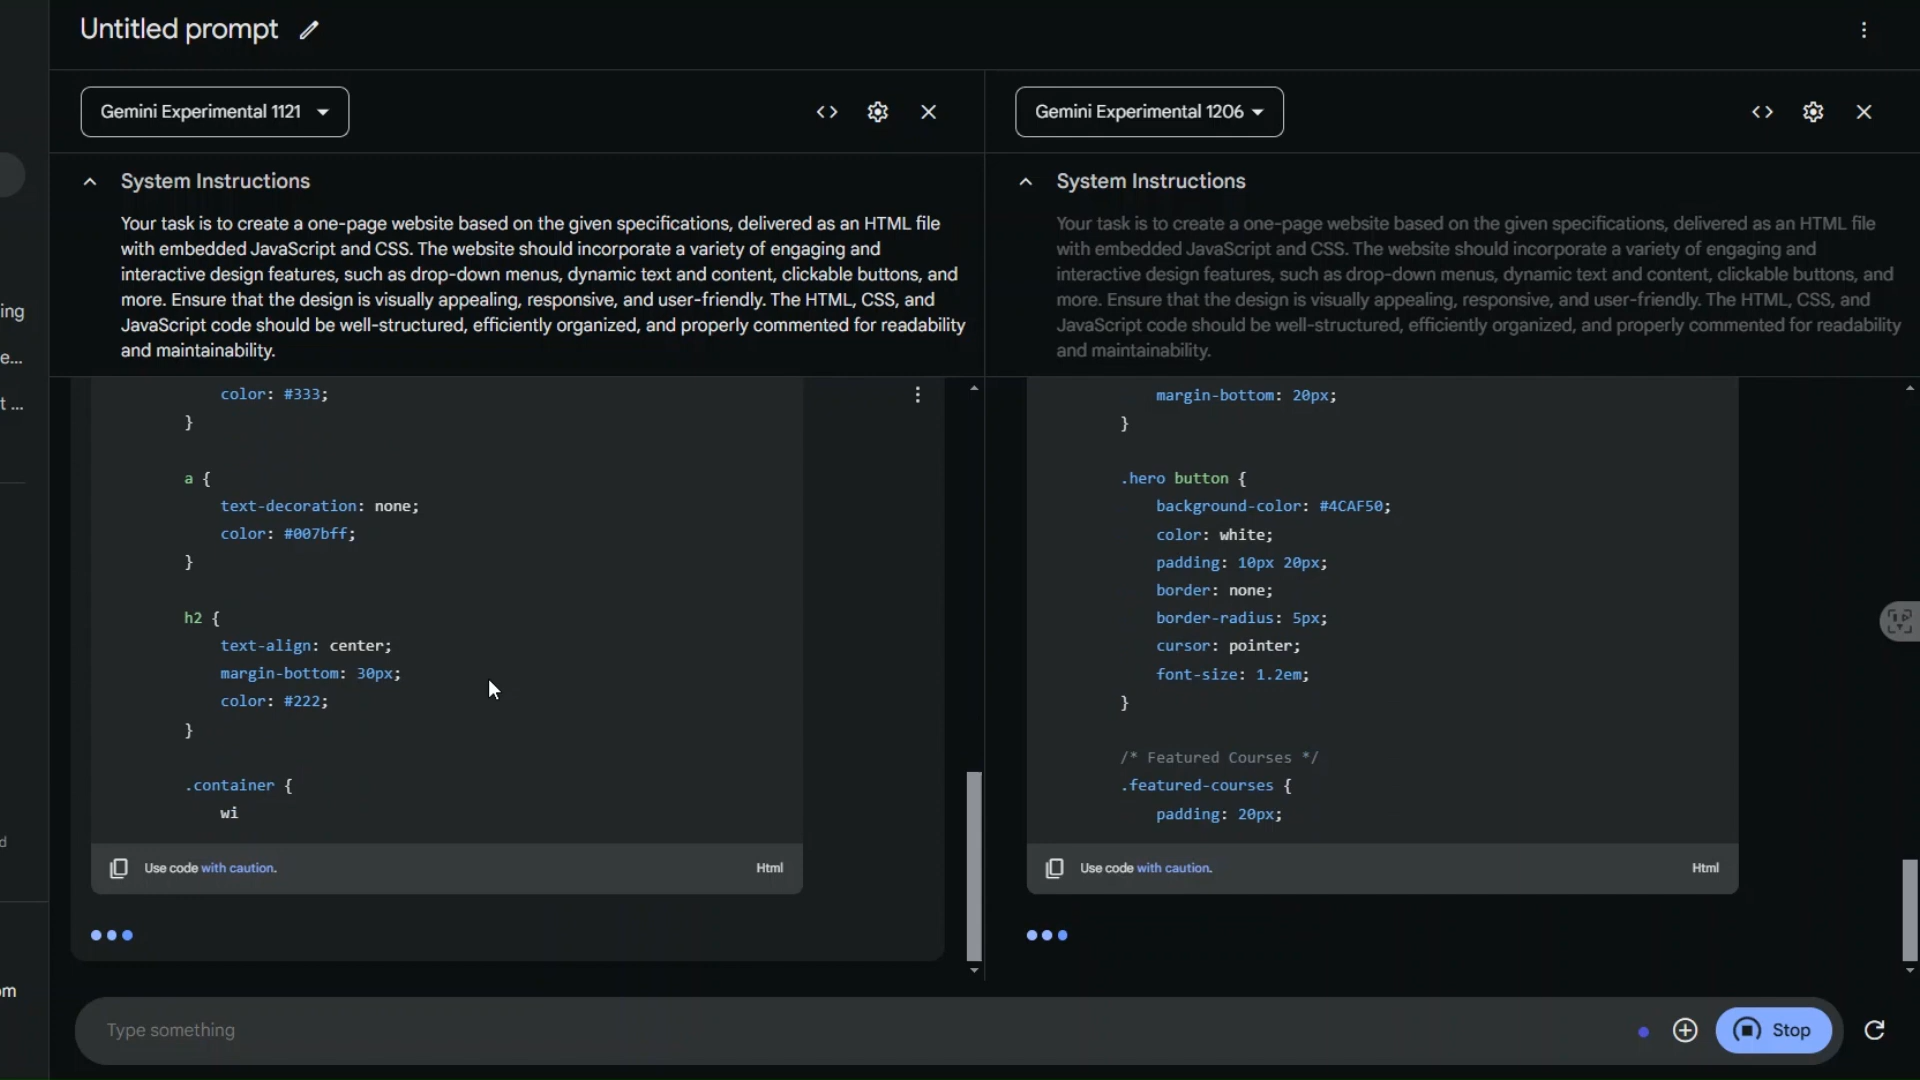 Untitled prompt
Gemini Experimental 1121
System Instructions
Your task is to create a one-page website based on the given specifications, delivered as an HTML file
with embedded JavaScript and CSS. The website should incorporate a variety of engaging and
interactive design features, such as drop-down menus, dynamic text and content, clickable buttons, and
more. Ensure that the design is visually appealing, responsive, and user-friendly. The HTML, CSS, and
JavaScript code should be well-structured, efficiently organized, and properly commented for readability
and maintainability.
color: #333;
}
a {
text-decoration: none;
color: #007bff;
}
h2 {
text-align: center;
margin-bottom: 30px;
color: #222;
}
.container {
wi
Use code with caution.
Html
Gemini Experimental 1206
System Instructions
Your task is to create a one-page website based on the given specifications, delivered as an HTML file
with embedded JavaScript and CSS. The website should incorporate a variety of engaging and
interactive design features, such as drop-down menus, dynamic text and content, clickable buttons, and
more. Ensure that the design is visually appealing, responsive, and user-friendly. The HTML, CSS, and
JavaScript code should be well-structured, efficiently organized, and properly commented for readability
and maintainability.
margin-bottom: 20px;
}
.hero button {
background-color: #4CAF50;
color: white;
padding: 10px 20px;
border: none;
border-radius: 5px;
cursor: pointer;
font-size: 1.2em;
}
/* Featured Courses */
.featured-courses {
padding: 20px;
Use code with caution.
Html
ing
e...
t ...
d
om
Type something
Stop